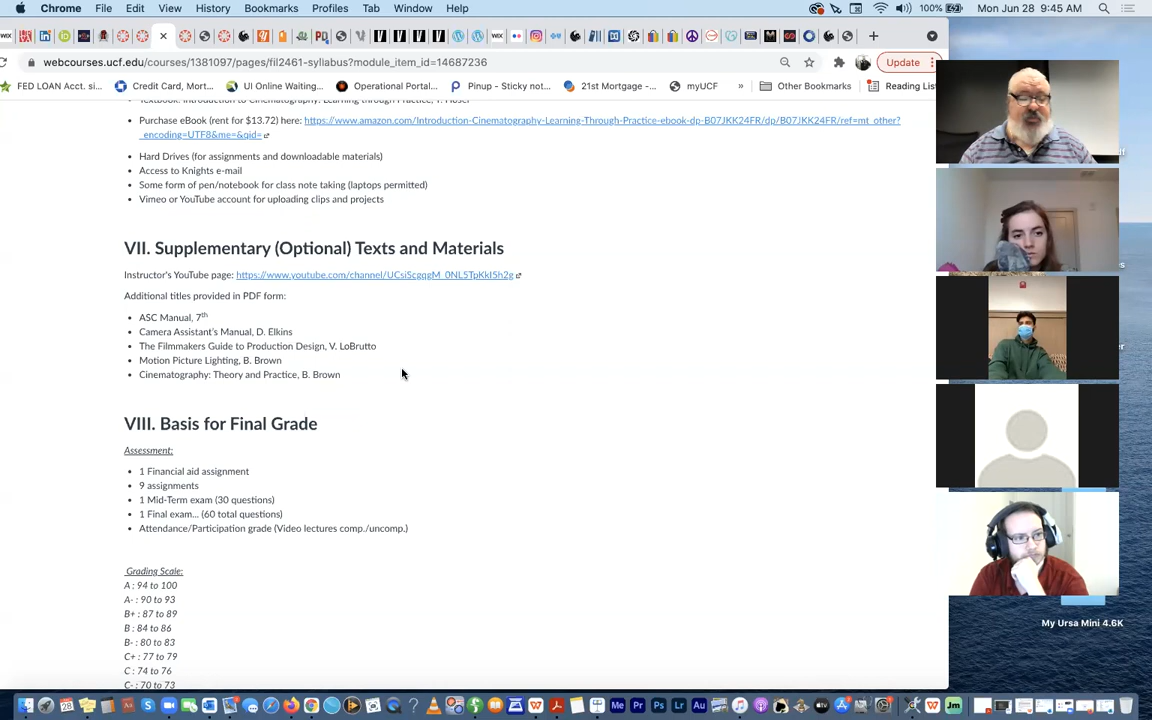 Chrome File Edit View History Bookmarks Profiles Tab Window Help 100% Mon Jun 28 9:45 AM
webcourses.ucf.edu/courses/1381097/pages/fil2461-syllabus?module_item_id=14687236 Update
FED LOAN Acct. si... Credit Card, Mort... UI Online Waiting... Operational Portal... Pinup - Sticky not... 21st Mortgage -... myUCF » Other Bookmarks Reading List
Textbook: Introduction to Cinematography: Learning through Practice, T.
Purchase eBook (rent for $13.72) here: https://www.amazon.com/Introduction-Cinematography-Learning-Through-Practice-ebook-dp-B07JKK24FR/dp/B07JKK24FR/ref=mt_other?
_encoding=UTF8&me=&qid=
Hard Drives (for assignments and downloadable materials)
Access to Knights e-mail
Some form of pen/notebook for class note taking (laptops permitted)
Vimeo or YouTube account for uploading clips and projects
VII. Supplementary (Optional) Texts and Materials
Instructor's YouTube page:
Additional titles provided in PDF form:
ASC Manual, 7th
Camera Assistant's Manual, D. Elkins
The Filmmakers Guide to Production Design, V. LoBrutto
Motion Picture Lighting, B. Brown
Cinematography: Theory and Practice, B. Brown
VIII. Basis for Final Grade
Assessment:
1 Financial aid assignment
9 assignments
1 Mid-Term exam (30 questions)
1 Final exam... (60 total questions)
Attendance/Participation grade (Video lectures comp./uncomp.)
Grading Scale:
A : 94 to 100
A- : 90 to 93
B+ : 87 to 89
B : 84 to 86
B- : 80 to 83
C+ : 77 to 79
C : 74 to 76
C- : 70 to 73
My Ursa Mini 4.6K